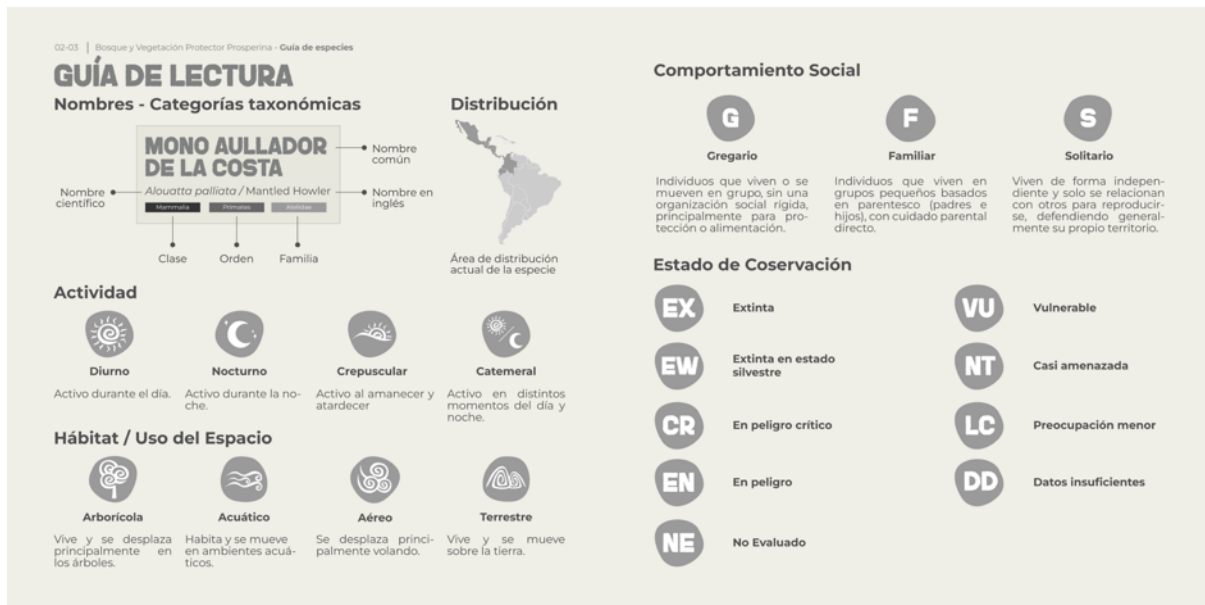 02-03 | Bosque y Vegetación Protector Prosperina - Guía de especies
GUÍA DE LECTURA
Nombres - Categorías taxonómicas
MONO AULLADOR
DE LA COSTA
Alouatta palliata / Mantled Howler
Mammalia
Primates
Atelidae
Nombre
común
Nombre
científico
Nombre en
inglés
Clase
Orden
Familia
Distribución
Área de distribución
actual de la especie
Actividad
Diurno
Activo durante el día.
Nocturno
Activo durante la no-
che.
Crepuscular
Activo al amanecer y
atardecer
Catemeral
Activo en distintos
momentos del día y
noche.
Hábitat / Uso del Espacio
Arborícola
Vive y se desplaza
principalmente en
los árboles.
Acuático
Habita y se mueve
en ambientes acuá-
ticos.
Aéreo
Se desplaza princi-
palmente volando.
Terrestre
Vive y se mueve
sobre la tierra.
Comportamiento Social
G
Gregario
Individuos que viven o se
mueven en grupo, sin una
organización social rígida,
principalmente para pro-
tección o alimentación.
F
Familiar
Individuos que viven en
grupos pequeños basados
en parentesco (padres e
hijos), con cuidado parental
directo.
S
Solitario
Viven de forma indepen-
diente y solo se relacionan
con otros para reproducir-
se, defendiendo general-
mente su propio territorio.
Estado de Coservación
EX
Extinta
EW
Extinta en estado
silvestre
CR
En peligro crítico
EN
En peligro
NE
No Evaluado
VU
Vulnerable
NT
Casi amenazada
LC
Preocupación menor
DD
Datos insuficientes